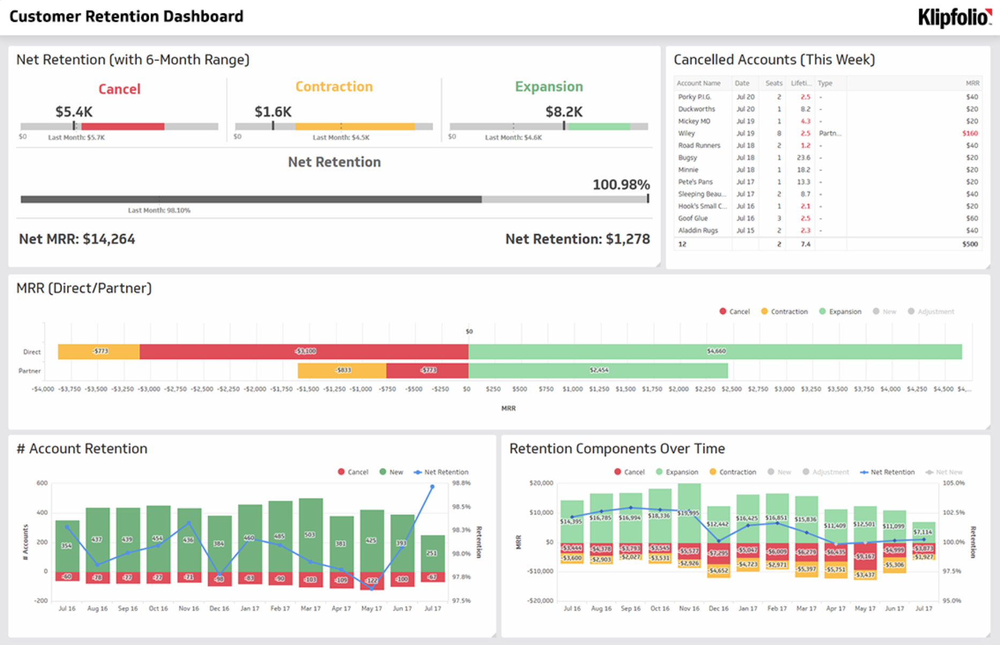 Customer Retention Dashboard
Klipfolio
Net Retention (with 6-Month Range)
Cancel
$5.4K
$0
Last Month: $5.7K
Contraction
$1.6K
$0
Last Month: $4.5K
Expansion
$8.2K
$0
Last Month: $4.6K
Net Retention
100.98%
Last Month: 98.10%
Net MRR: $14,264
Net Retention: $1,278
Cancelled Accounts (This Week)
Account Name Date Seats Lifeti... Type MRR
Porky P.I.G. Jul 20 2 2.5 - $40
Duckworths Jul 20 1 8.2 - $20
Mickey MO Jul 19 1 4.3 - $20
Wiley Jul 19 8 2.5 Partn... $160
Road Runners Jul 18 2 1.2 - $40
Bugsy Jul 18 1 23.6 - $20
Minnie Jul 18 1 18.2 - $20
Pete's Pans Jul 17 1 13.3 - $20
Sleeping Beau... Jul 17 2 8.7 - $40
Hook's Small C... Jul 16 1 2.1 - $20
Goof Glue Jul 16 3 2.5 - $60
Aladdin Rugs Jul 15 2 2.3 - $40
12 2 7.4 $500
MRR (Direct/Partner)
Cancel Contraction Expansion New Adjustment
$0
Direct -$773 -$3,100 $4,660
Partner -$833 -$773 $2,454
-$4,000 -$3,750 -$3,500 -$3,250 -$3,000 -$2,750 -$2,500 -$2,250 -$2,000 -$1,750 -$1,500 -$1,250 -$1,000 -$750 -$500 -$250 $0 $250 $500 $750 $1,000 $1,250 $1,500 $1,750 $2,000 $2,250 $2,500 $2,750 $3,000 $3,250 $3,500 $3,750 $4,000 $4,250 $4,500 $4,...
MRR
# Account Retention
Cancel New Net Retention
600
400
200
0
-200
# Accounts
354 437 439 454 436 384 460 485 503 381 425 393 251
-60 -78 -77 -77 -71 -98 -83 -90 -103 -109 -122 -100 -67
98.8%
98.5%
98.3%
98.0%
97.8%
97.5%
Retention
Jul 16 Aug 16 Sep 16 Oct 16 Nov 16 Dec 16 Jan 17 Feb 17 Mar 17 Apr 17 May 17 Jun 17 Jul 17
Retention Components Over Time
Cancel Expansion Contraction New Adjustment Net Retention Net New
$20,000
$10,000
$0
-$10,000
-$20,000
MRR
$14,395 $16,785 $16,994 $18,336 $19,995 $12,442 $16,425 $16,851 $15,836 $11,409 $12,501 $11,099 $7,114
-$3,444 -$4,378 -$3,793 -$3,545 -$5,577 -$7,295 -$5,047 -$6,009 -$6,279 -$6,435 -$9,167 -$4,999 -$3,873
-$3,600 -$2,903 -$2,027 -$3,531 -$2,926 -$4,652 -$4,723 -$2,971 -$5,397 -$5,751 -$3,437 -$5,306 -$1,927
105.0%
102.5%
100.0%
97.5%
95.0%
Retention
Jul 16 Aug 16 Sep 16 Oct 16 Nov 16 Dec 16 Jan 17 Feb 17 Mar 17 Apr 17 May 17 Jun 17 Jul 17